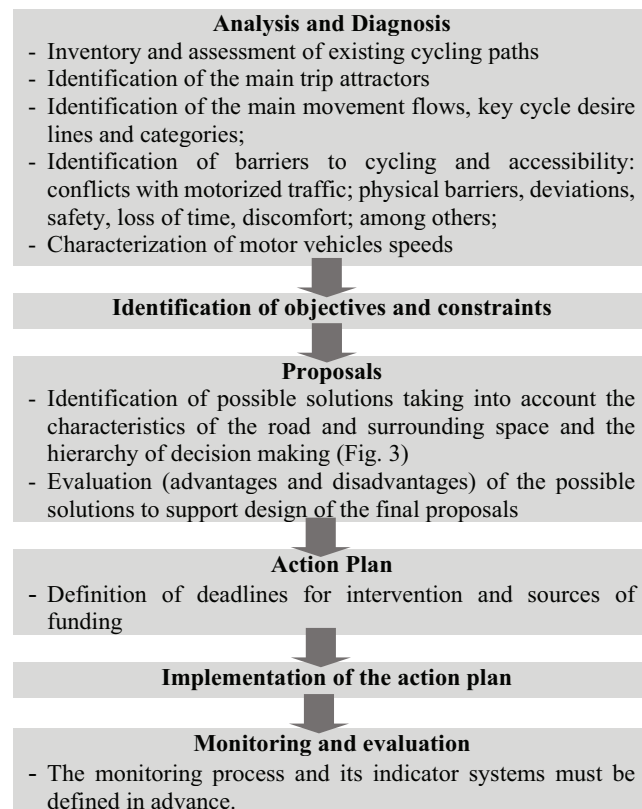 Analysis and Diagnosis
- Inventory and assessment of existing cycling paths
- Identification of the main trip attractors
- Identification of the main movement flows, key cycle desire
lines and categories;
- Identification of barriers to cycling and accessibility:
conflicts with motorized traffic; physical barriers, deviations,
safety, loss of time, discomfort; among others;
- Characterization of motor vehicles speeds
Identification of objectives and constraints
Proposals
- Identification of possible solutions taking into account the
characteristics of the road and surrounding space and the
hierarchy of decision making (Fig. 3)
- Evaluation (advantages and disadvantages) of the possible
solutions to support design of the final proposals
Action Plan
- Definition of deadlines for intervention and sources of
funding
Implementation of the action plan
Monitoring and evaluation
- The monitoring process and its indicator systems must be
defined in advance.